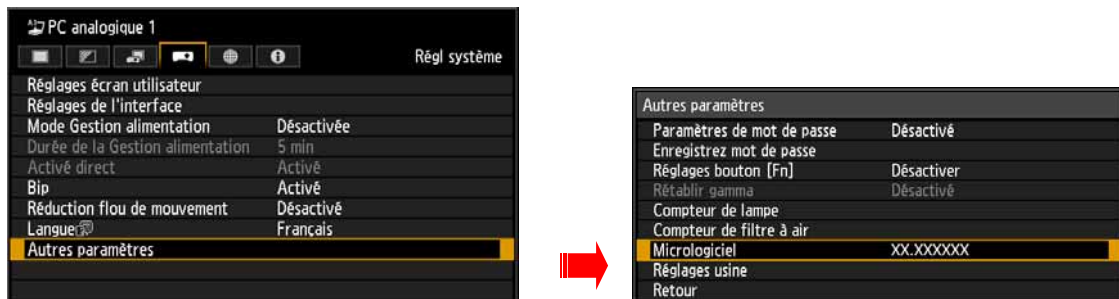 PC analogique 1
Régl système
Réglages écran utilisateur
Réglages de l'interface
Mode Gestion alimentation Désactivée
Durée de la Gestion alimentation 5 min
Activé direct Activé
Bip Activé
Réduction flou de mouvement Désactivé
Langue Français
Autres paramètres
Autres paramètres
Paramètres de mot de passe Désactivé
Enregistrez mot de passe
Réglages bouton [Fn] Désactiver
Rétablir gamma Désactivé
Compteur de lampe
Compteur de filtre à air
Micrologiciel XX.XXXXXX
Réglages usine
Retour